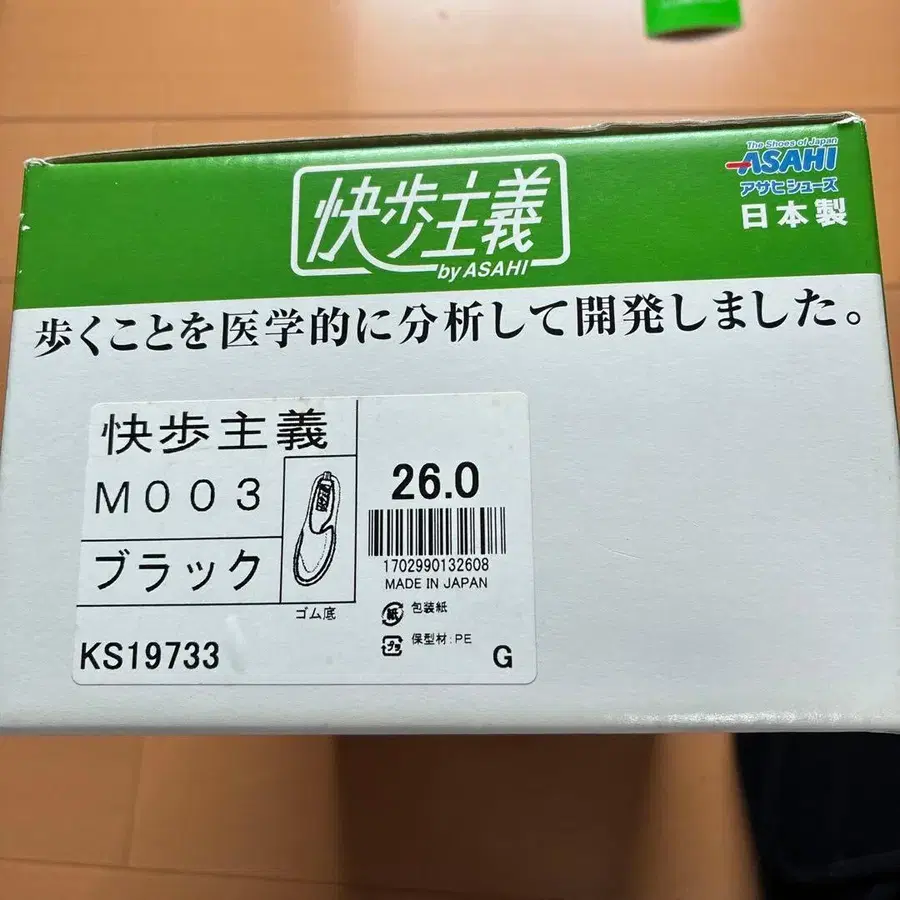 The Shoes of Japan
ASAHI
アサヒシューズ
日本製
快歩主義
by ASAHI
歩くことを医学的に分析して開発しました。
快歩主義
M003
ブラック
ゴム底
KS19733
26.0
1702990132608
MADE IN JAPAN
紙 包装紙
プラ 保型材:PE
G